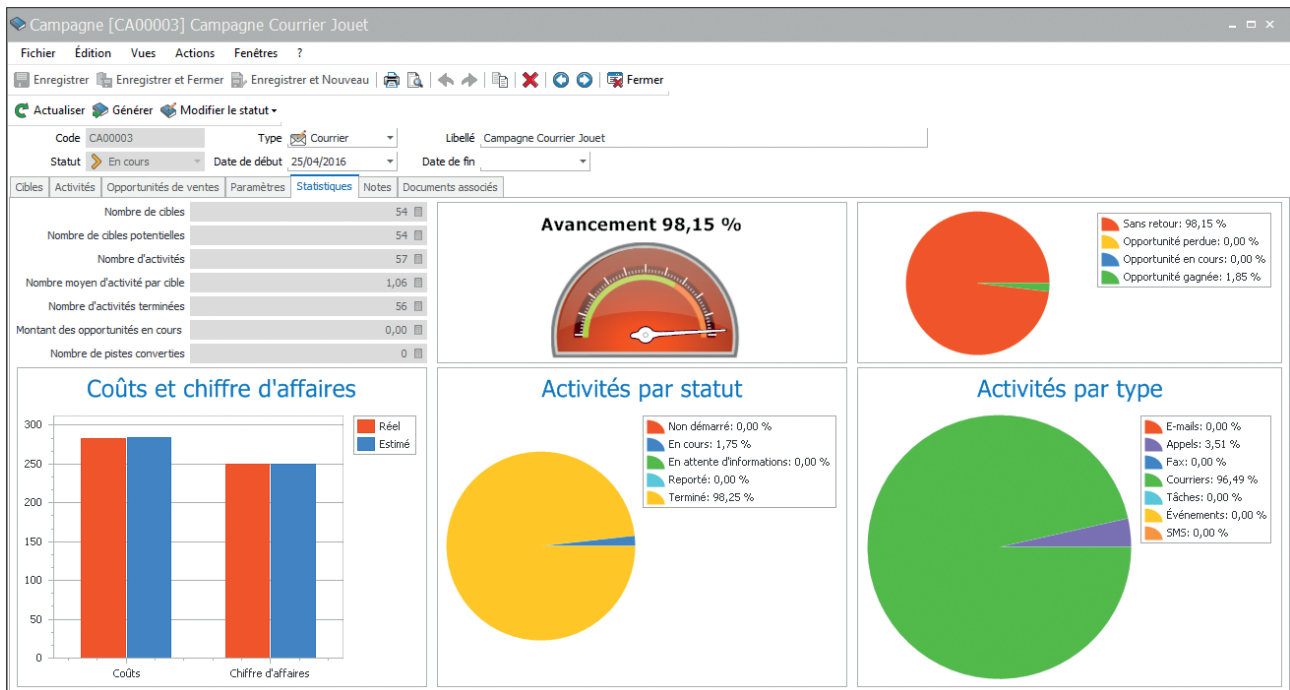 Campagne [CA00003] Campagne Courrier Jouet
Fichier Édition Vues Actions Fenêtres ?
Enregistrer Enregistrer et Fermer Enregistrer et Nouveau Fermer
Actualiser Générer Modifier le statut
Code CA00003 Type Courrier Libellé Campagne Courrier Jouet
Statut En cours Date de début 25/04/2016 Date de fin
Cibles Activités Opportunités de ventes Paramètres Statistiques Notes Documents associés
Nombre de cibles 54
Nombre de cibles potentielles 54
Nombre d'activités 57
Nombre moyen d'activité par cible 1,06
Nombre d'activités terminées 56
Montant des opportunités en cours 0,00
Nombre de pistes converties 0
Avancement 98,15 %
Sans retour: 98,15 %
Opportunité perdue: 0,00 %
Opportunité en cours: 0,00 %
Opportunité gagnée: 1,85 %
Coûts et chiffre d'affaires
300
250
200
150
100
50
0
Coûts Chiffre d'affaires
Réel
Estimé
Activités par statut
Non démarré: 0,00 %
En cours: 1,75 %
En attente d'informations: 0,00 %
Reporté: 0,00 %
Terminé: 98,25 %
Activités par type
E-mails: 0,00 %
Appels: 3,51 %
Fax: 0,00 %
Courriers: 96,49 %
Tâches: 0,00 %
Événements: 0,00 %
SMS: 0,00 %